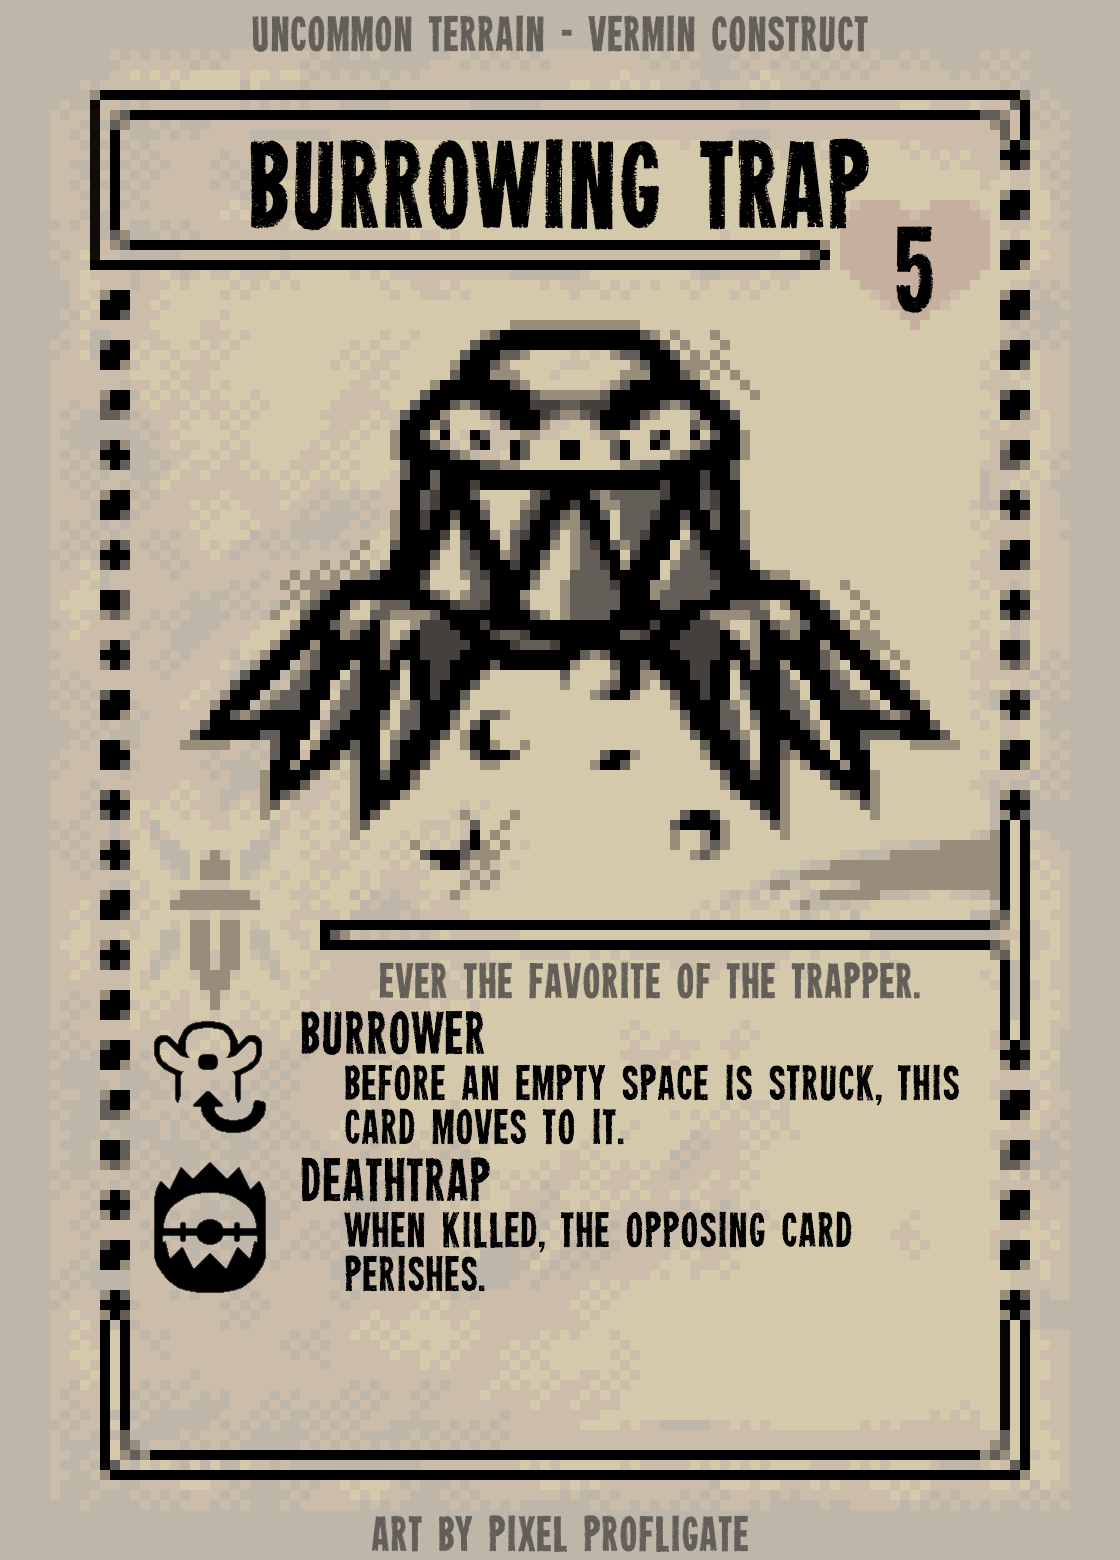 UNCOMMON TERRAIN - VERMIN CONSTRUCT
BURROWING TRAP
5
EVER THE FAVORITE OF THE TRAPPER.
BURROWER
BEFORE AN EMPTY SPACE IS STRUCK, THIS
CARD MOVES TO IT.
DEATHTRAP
WHEN KILLED, THE OPPOSING CARD
PERISHES.
ART BY PIXEL PROFLIGATE